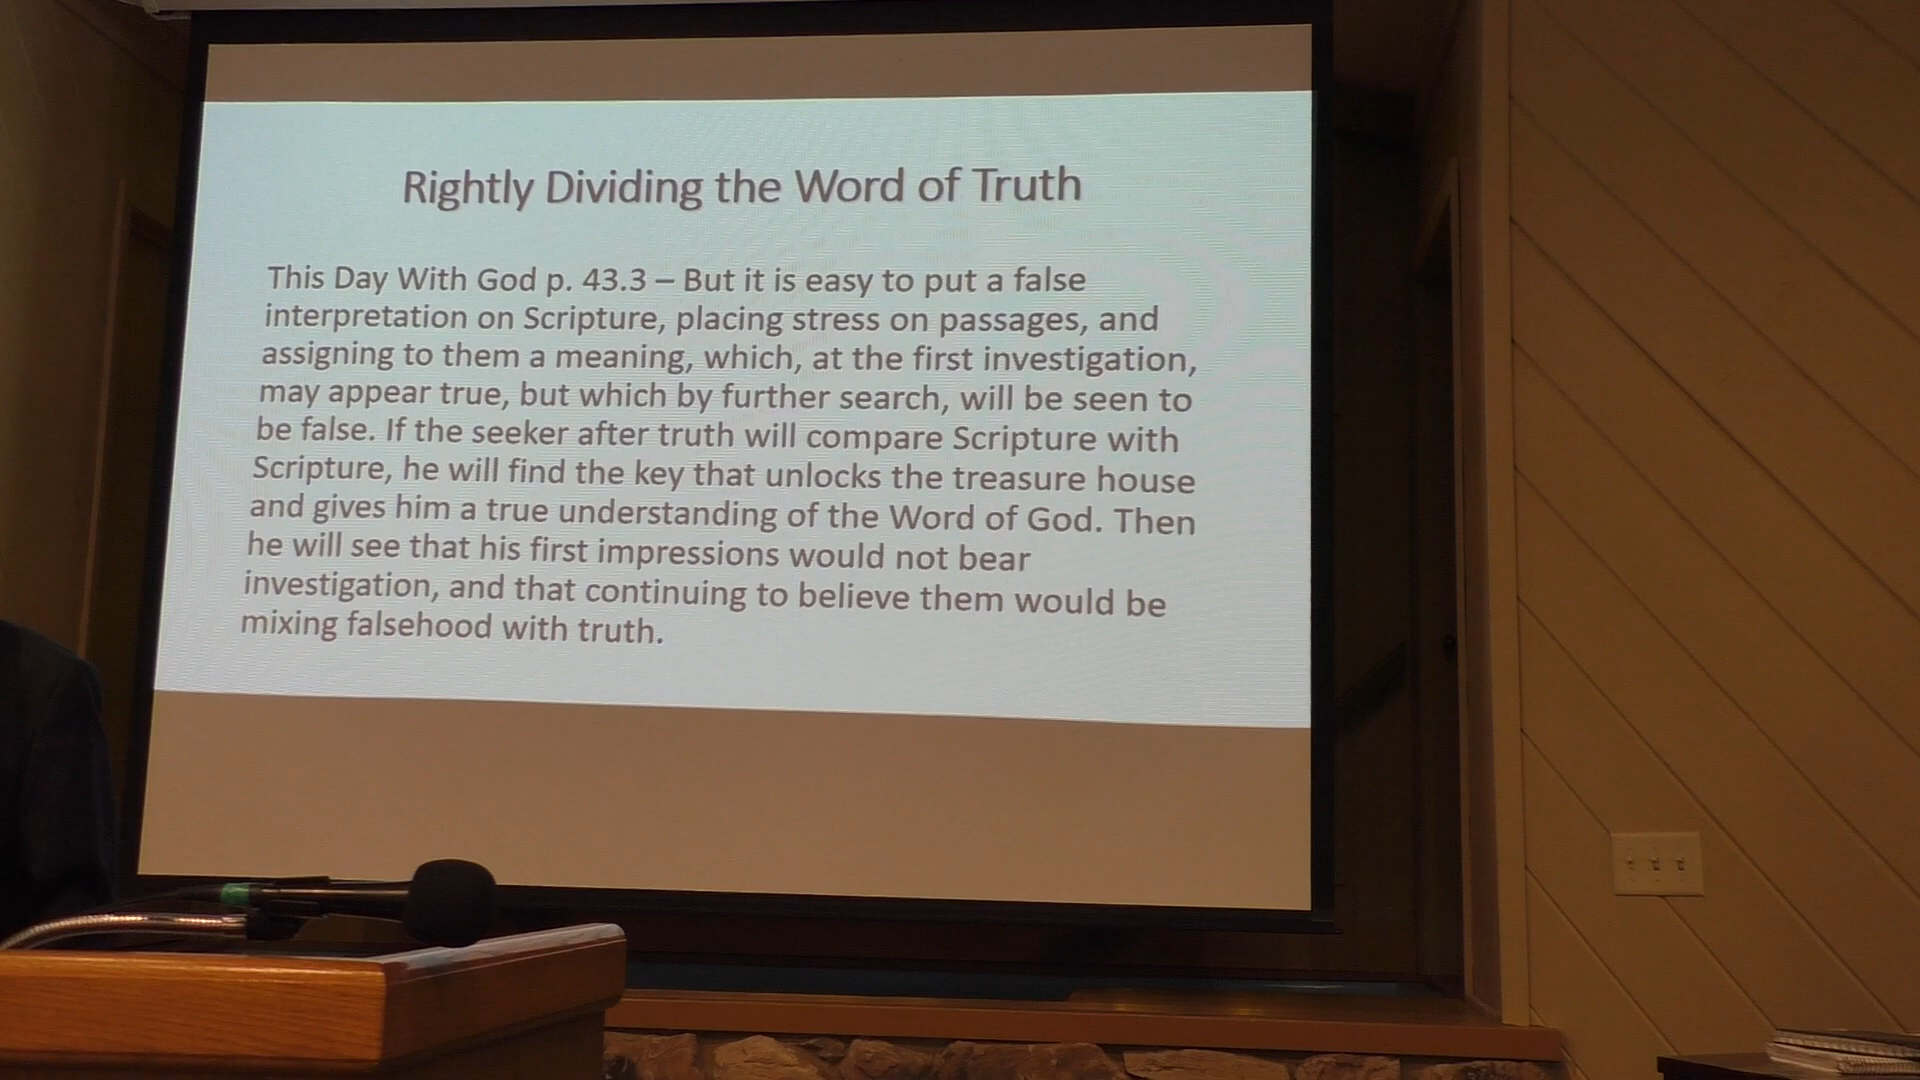 Rightly Dividing the Word of Truth
This Day With God p. 43.3 – But it is easy to put a false
interpretation on Scripture, placing stress on passages, and
assigning to them a meaning, which, at the first investigation,
may appear true, but which by further search, will be seen to
be false. If the seeker after truth will compare Scripture with
Scripture, he will find the key that unlocks the treasure house
and gives him a true understanding of the Word of God. Then
he will see that his first impressions would not bear
investigation, and that continuing to believe them would be
mixing falsehood with truth.